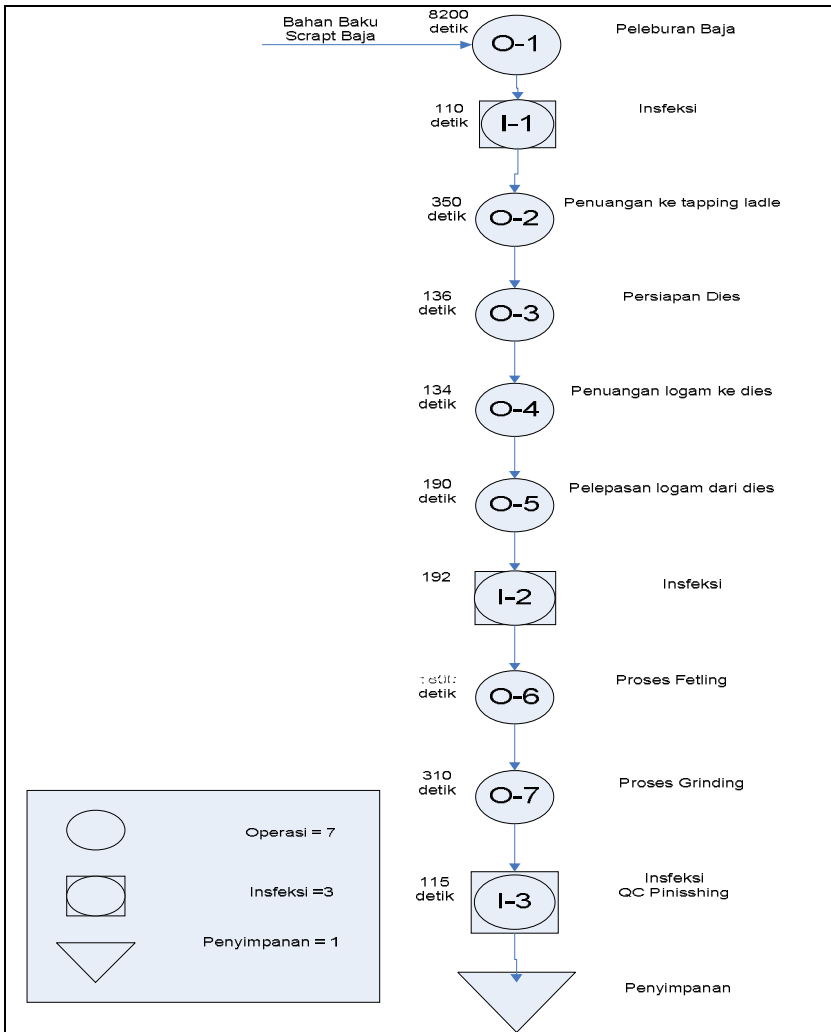 Bahan Baku
Scrapt Baja
8200
detik
O-1
Peleburan Baja
110
detik
I-1
Insfeksi
350
detik
O-2
Penuangan ke tapping ladle
136
detik
O-3
Persiapan Dies
134
detik
O-4
Penuangan logam ke dies
190
detik
O-5
Pelepasan logam dari dies
192
I-2
Insfeksi
detik
O-6
Proses Fetling
310
detik
O-7
Proses Grinding
115
detik
I-3
Insfeksi
QC Pinisshing
Penyimpanan
Operasi = 7
Insfeksi =3
Penyimpanan = 1